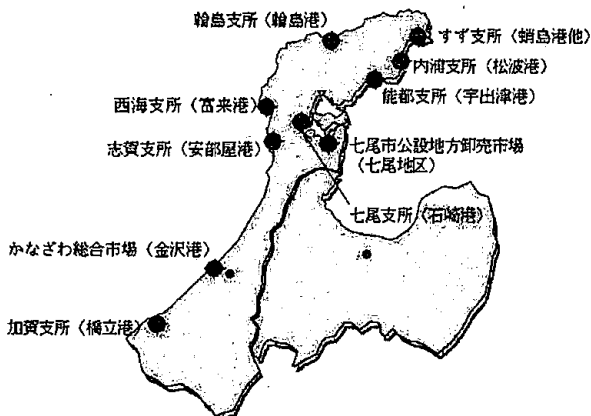 輪島支所（輪島港）
すず支所（蛸島港他）
内浦支所（松波港）
能都支所（宇出津港）
西海支所（富来港）
志賀支所（安部屋港）
七尾市公設地方卸売市場
（七尾地区）
七尾支所（石崎港）
かなざわ総合市場（金沢港）
加賀支所（橋立港）